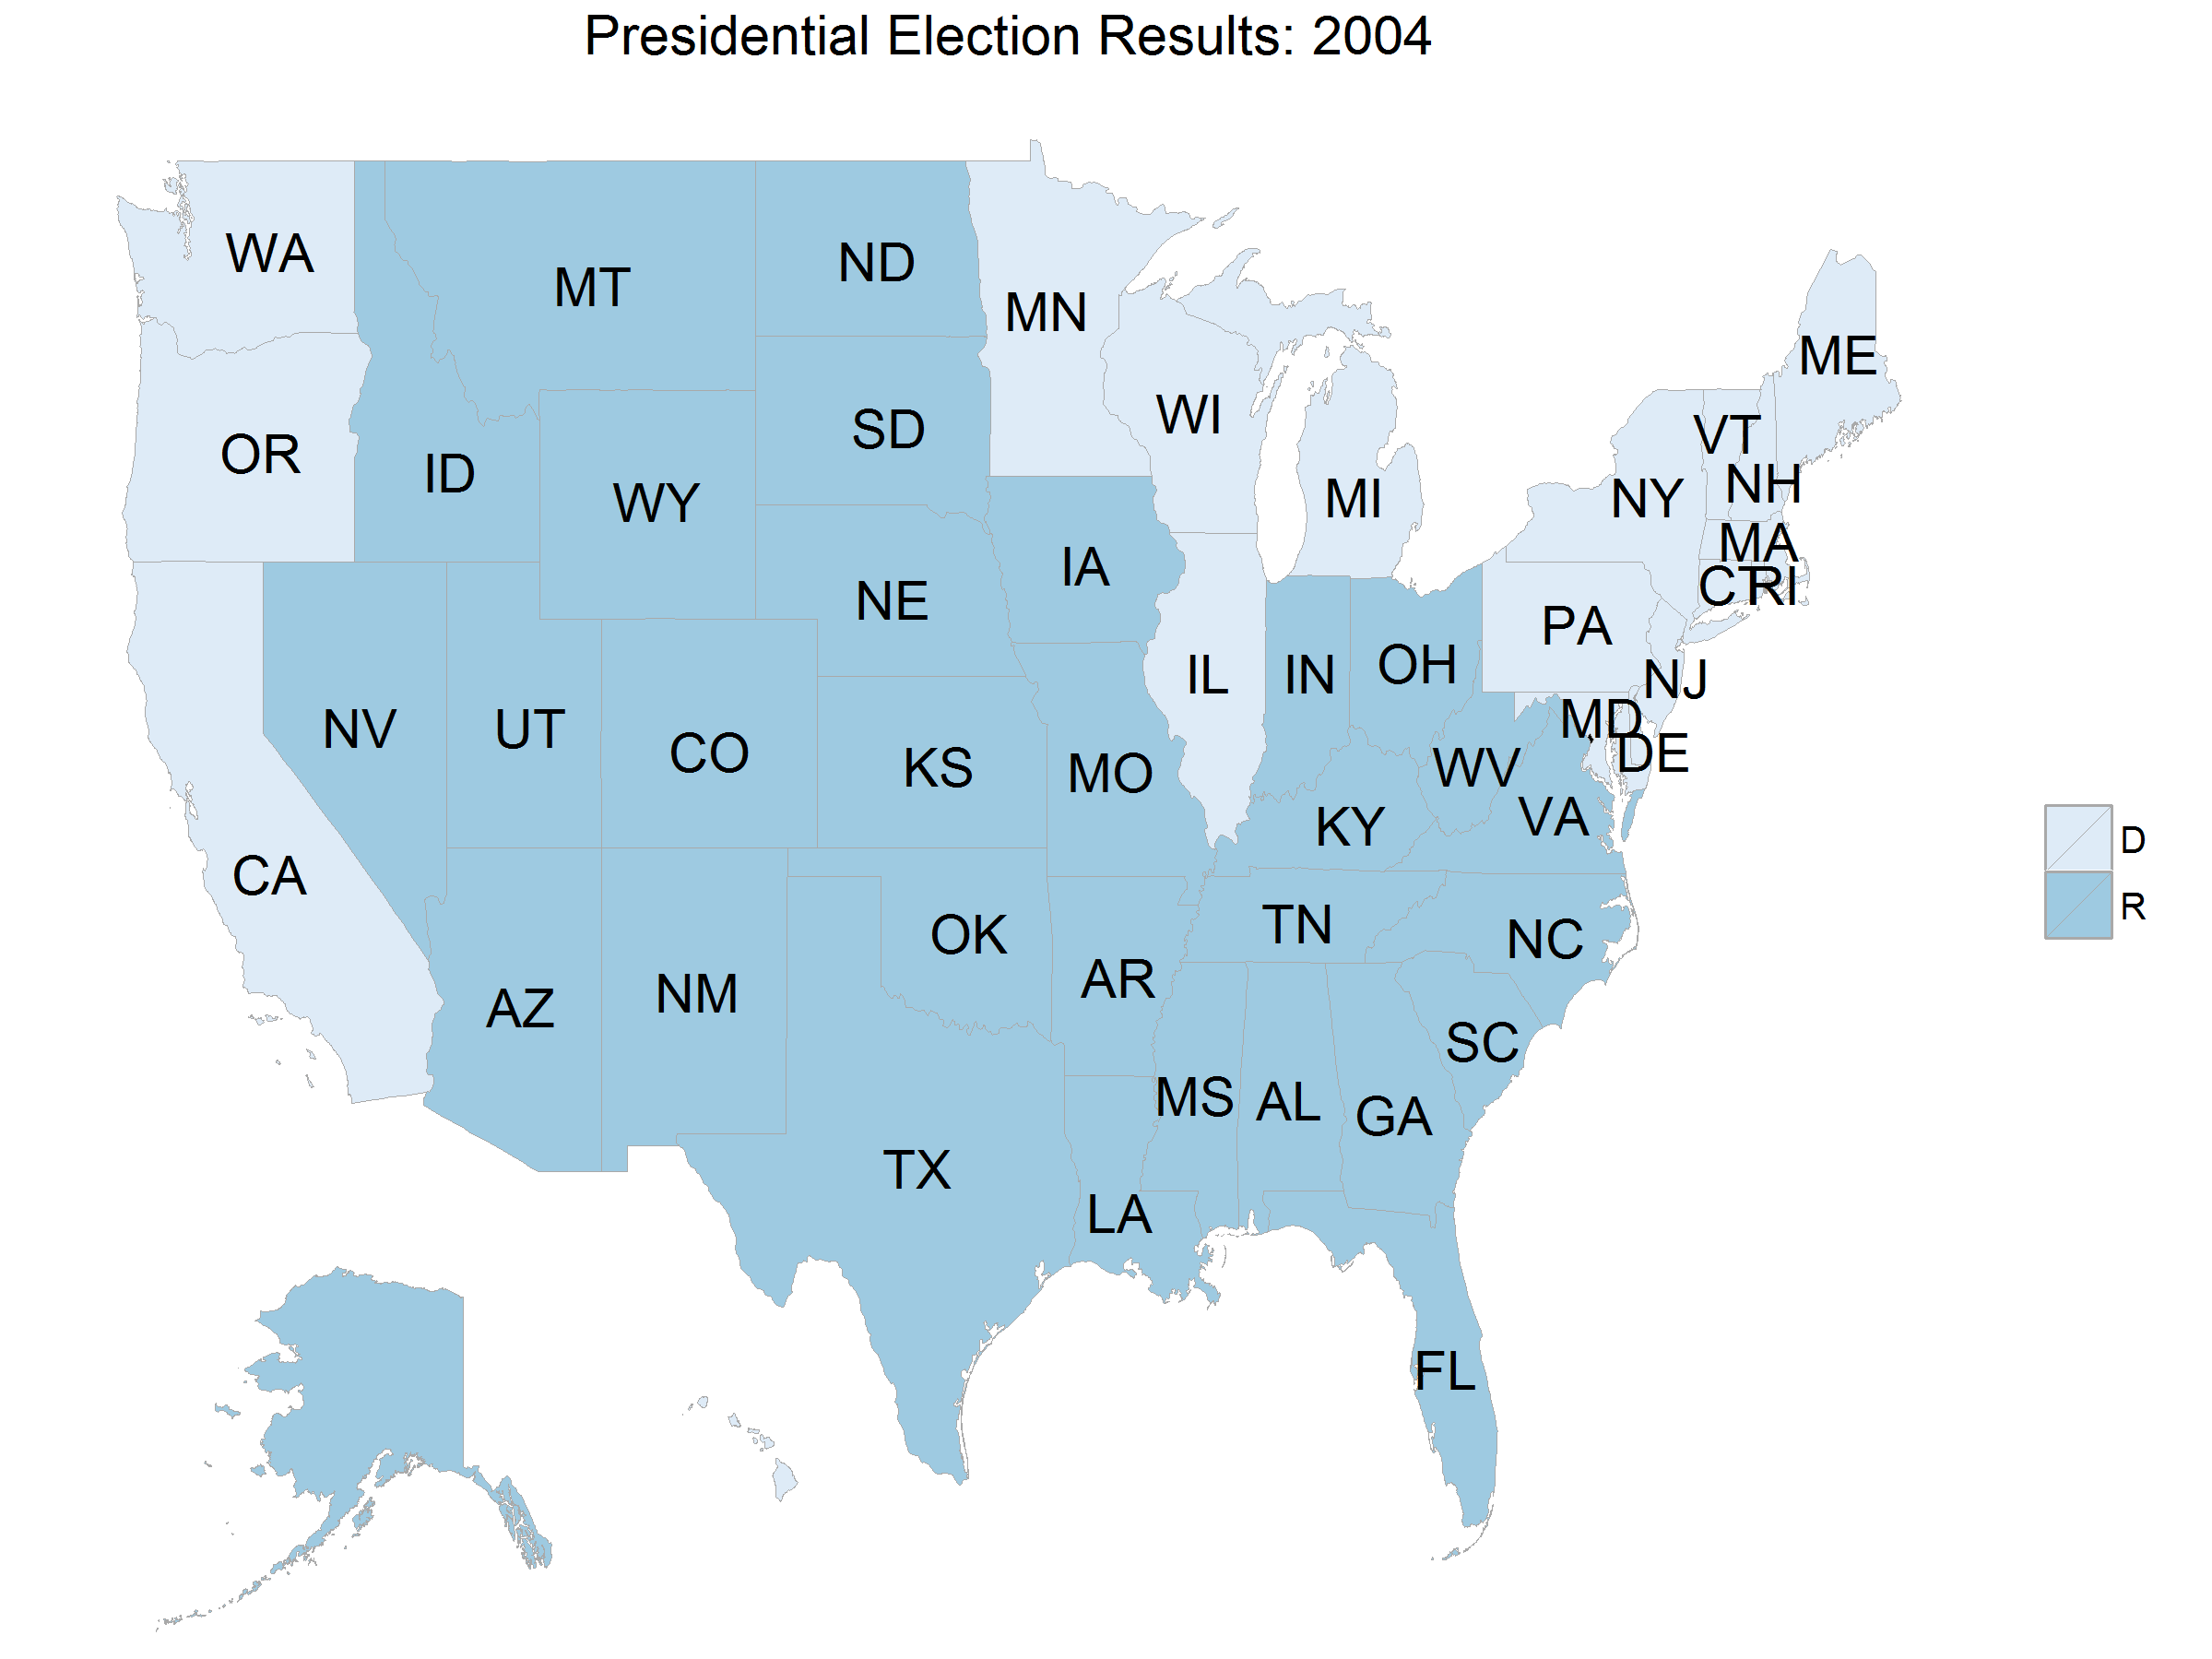 Presidential Election Results: 2004
WA
MT
ND
MN
ME
OR
ID
WY
SD
WI
MI
NY
VT
NH
MA
CT
RI
NV
UT
CO
NE
IA
IL
IN
OH
PA
NJ
MD
DE
CA
KS
MO
KY
WV
VA
D
R
AZ
NM
OK
AR
TN
NC
SC
TX
LA
MS
AL
GA
FL